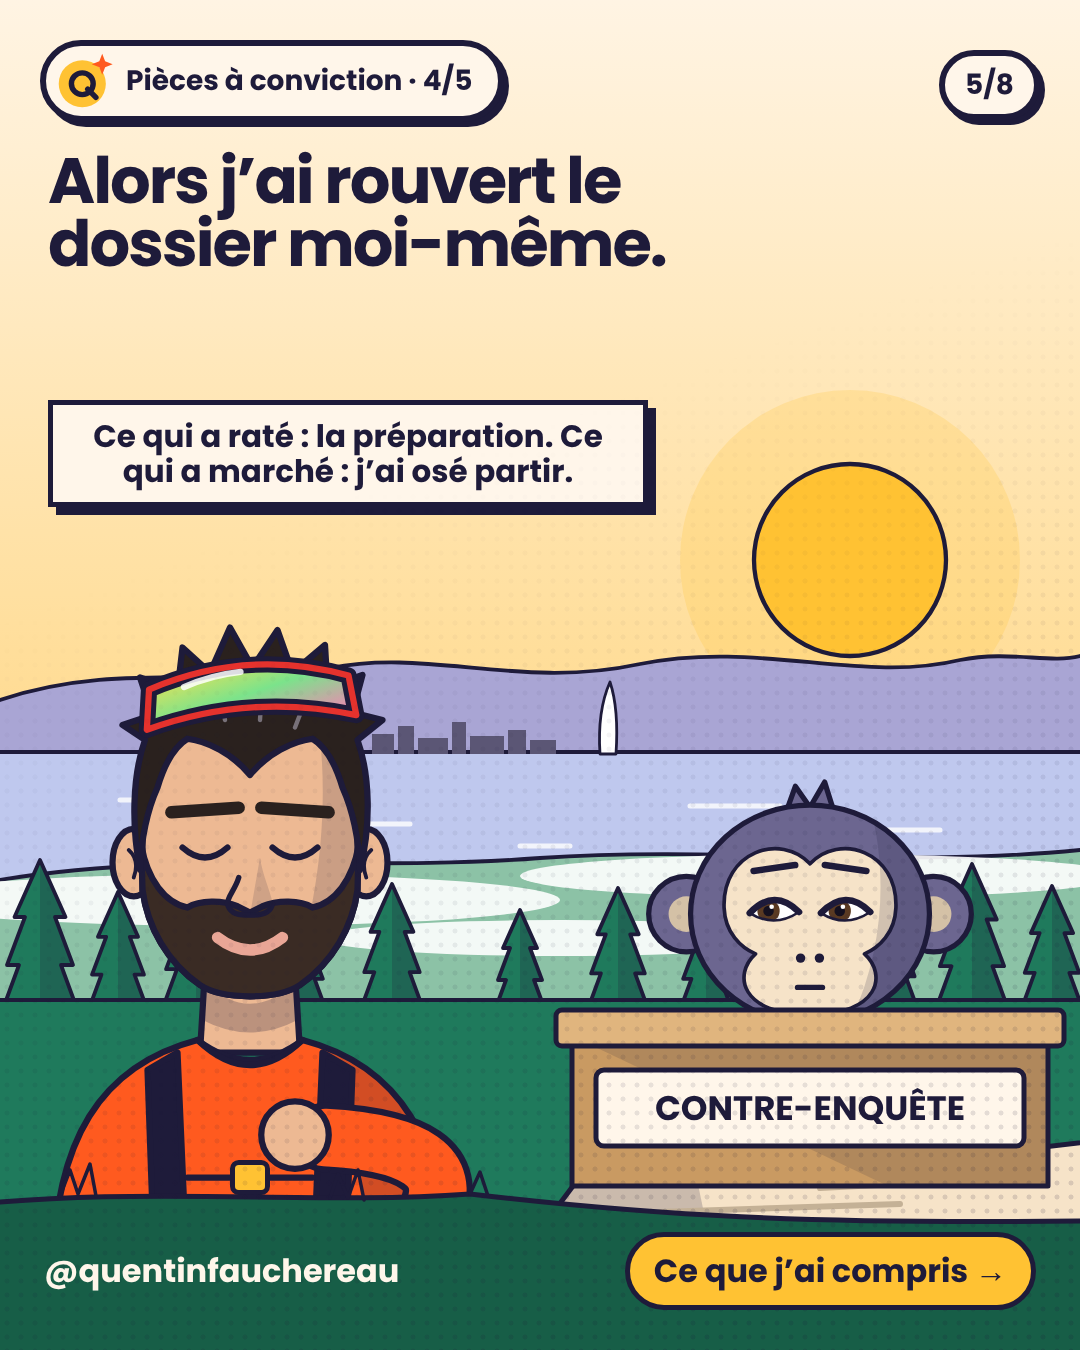 Q
Pièces à conviction · 4/5
5/8
Alors j’ai rouvert le
dossier moi-même.
Ce qui a raté : la préparation. Ce
qui a marché : j’ai osé partir.
CONTRE-ENQUÊTE
@quentinfauchereau
Ce que j’ai compris →